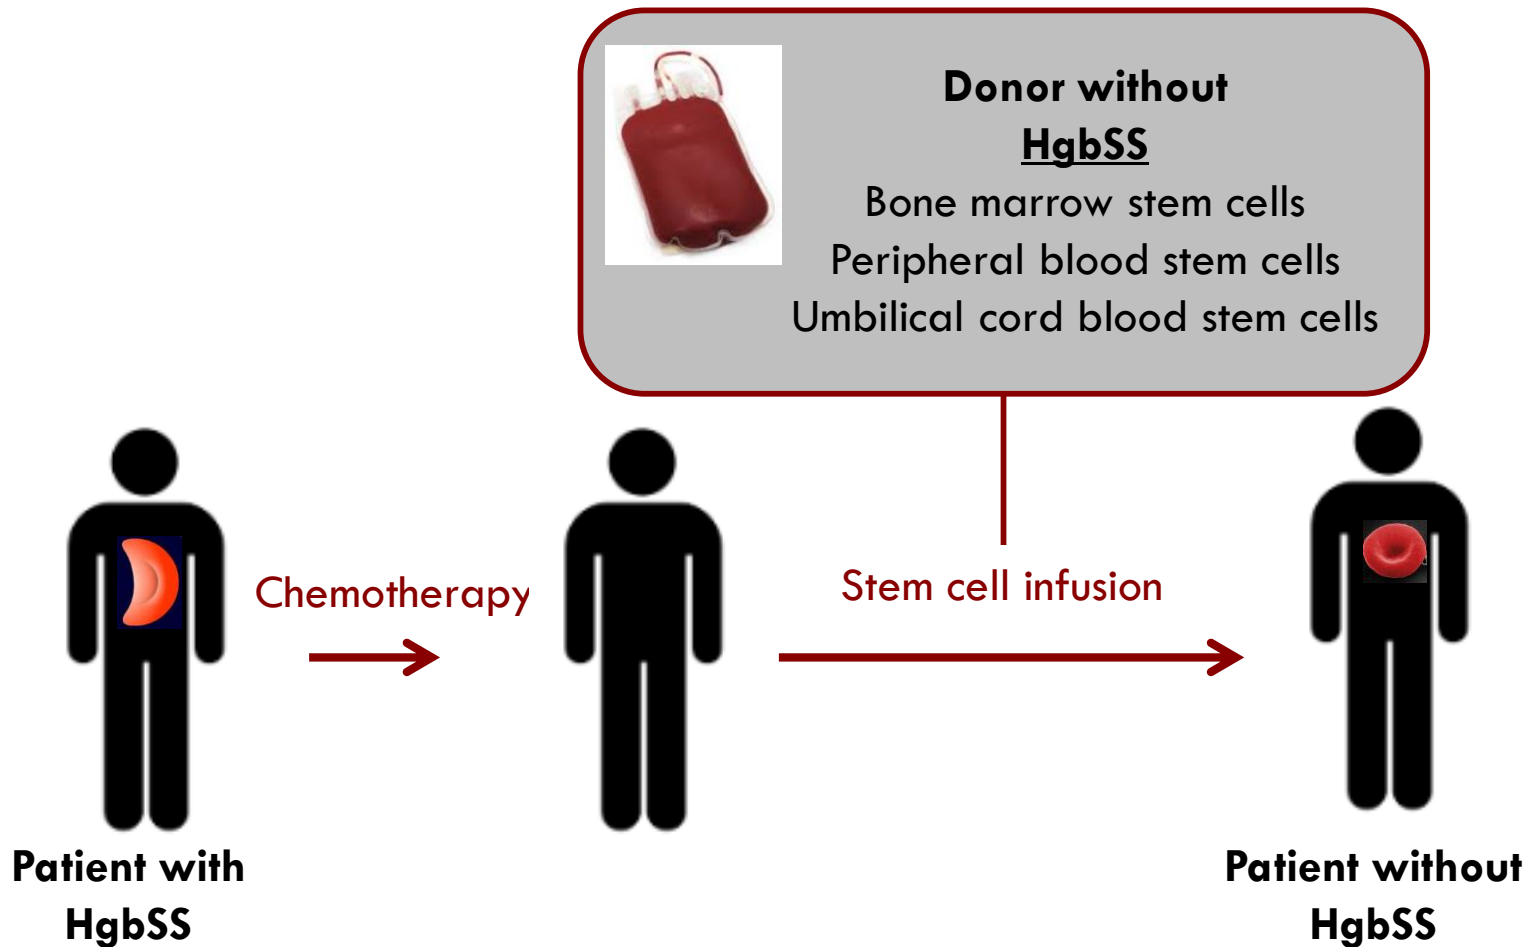 Donor without
HgbSS
Bone marrow stem cells
Peripheral blood stem cells
Umbilical cord blood stem cells
Chemotherapy
Stem cell infusion
Patient with
HgbSS
Patient without
HgbSS